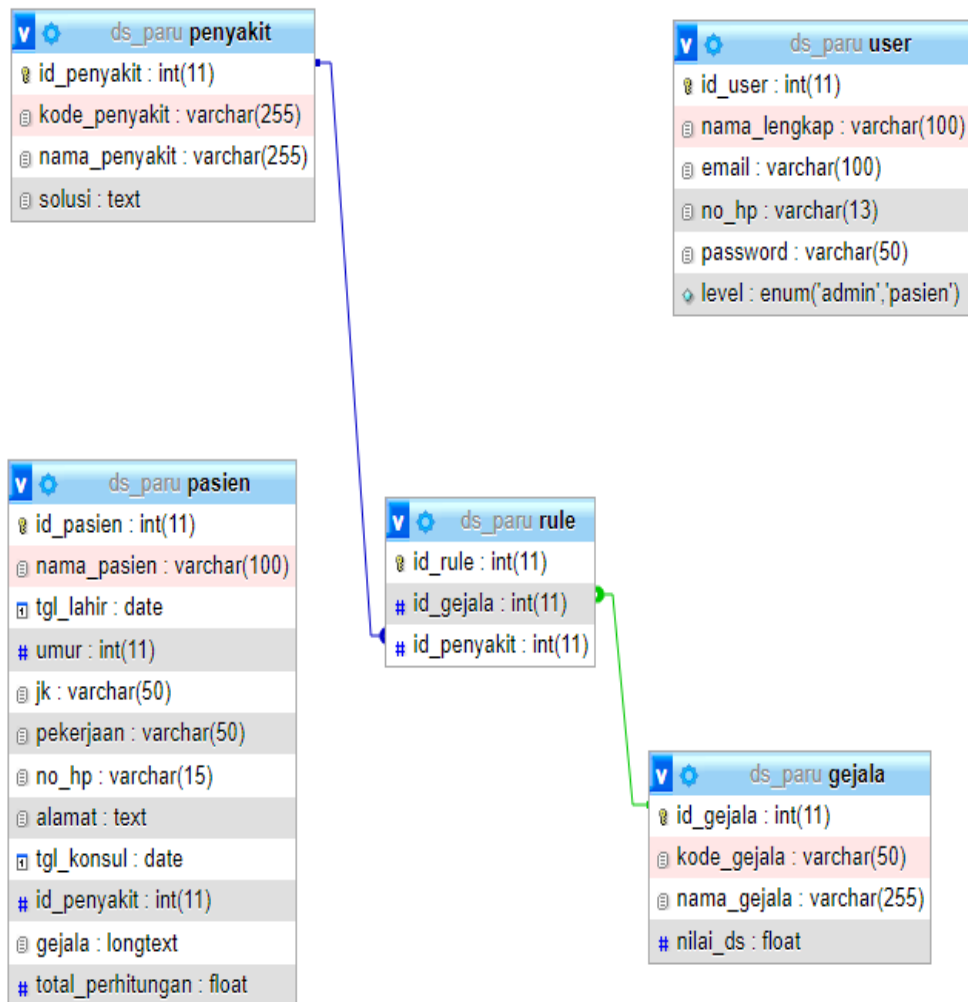 ds_paru penyakit
id_penyakit : int(11)
kode_penyakit : varchar(255)
nama_penyakit : varchar(255)
solusi : text
ds_paru user
id_user : int(11)
nama_lengkap : varchar(100)
email : varchar(100)
no_hp : varchar(13)
password : varchar(50)
level : enum('admin','pasien')
ds_paru pasien
id_pasien : int(11)
nama_pasien : varchar(100)
tgl_lahir : date
# umur : int(11)
jk : varchar(50)
pekerjaan : varchar(50)
no_hp : varchar(15)
alamat : text
tgl_konsul : date
# id_penyakit : int(11)
gejala : longtext
# total_perhitungan : float
ds_paru rule
id_rule : int(11)
# id_gejala : int(11)
# id_penyakit : int(11)
ds_paru gejala
id_gejala : int(11)
kode_gejala : varchar(50)
nama_gejala : varchar(255)
# nilai_ds : float